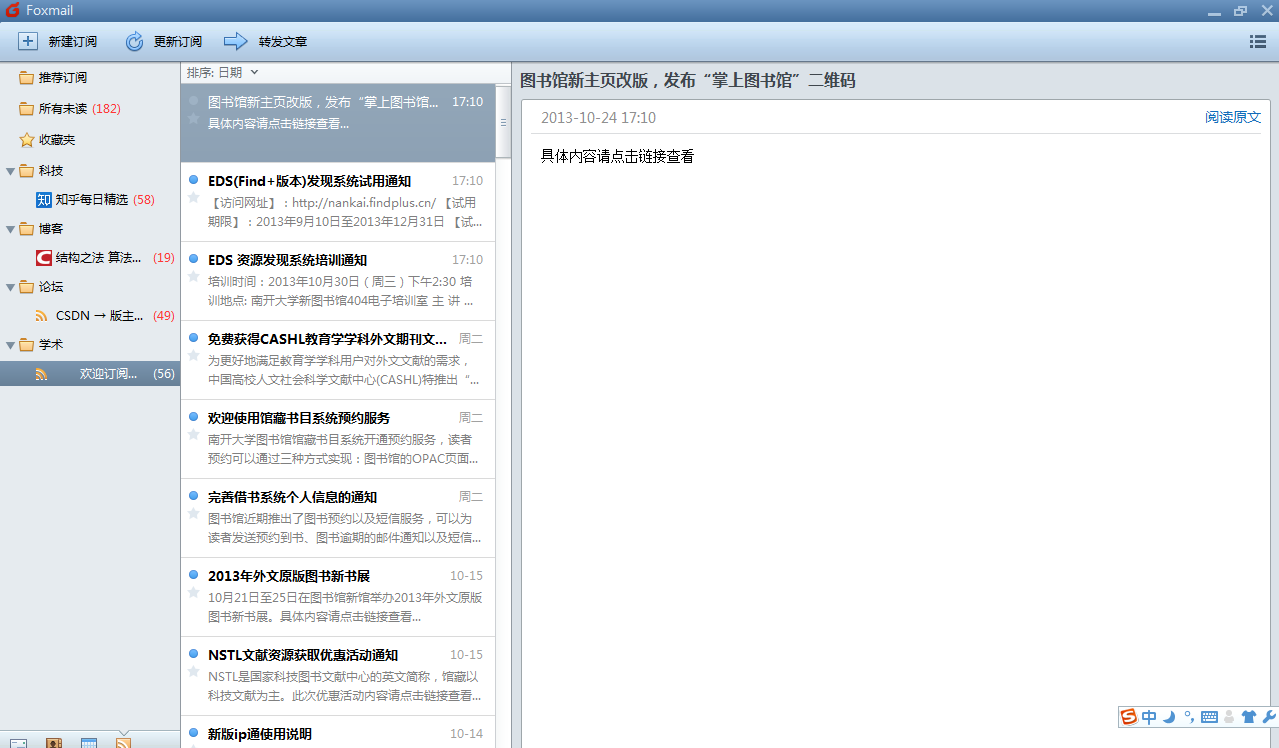 Foxmail
新建订阅
更新订阅
转发文章
推荐订阅
所有未读 (182)
收藏夹
科技
知 知乎每日精选 (58)
博客
结构之法 算法... (19)
论坛
CSDN → 版主... (49)
学术
欢迎订阅... (56)
排序: 日期
图书馆新主页改版，发布“掌上图书馆... 17:10
具体内容请点击链接查看...
EDS(Find+版本)发现系统试用通知 17:10
【访问网址】：http://nankai.findplus.cn/ 【试用
期限】：2013年9月10日至2013年12月31日 【试...
EDS 资源发现系统培训通知 17:10
培训时间：2013年10月30日（周三）下午2:30 培
训地点: 南开大学新图书馆404电子培训室 主 讲 ...
免费获得CASHL教育学学科外文期刊文... 周二
为更好地满足教育学学科用户对外文文献的需求，
中国高校人文社会科学文献中心(CASHL)特推出“...
欢迎使用馆藏书目系统预约服务 周二
南开大学图书馆馆藏书目系统开通预约服务，读者
预约可以通过三种方式实现：图书馆的OPAC页面...
完善借书系统个人信息的通知 周二
图书馆近期推出了图书预约以及短信服务，可以为
读者发送预约到书、图书逾期的邮件通知以及短信...
2013年外文原版图书新书展 10-15
10月21日至25日在图书馆新馆举办2013年外文原版
图书新书展。具体内容请点击链接查看...
NSTL文献资源获取优惠活动通知 10-15
NSTL是国家科技图书文献中心的英文简称，馆藏以
科技文献为主。此次优惠活动内容请点击链接查看...
新版ip通使用说明 10-14
图书馆新主页改版，发布“掌上图书馆”二维码
2013-10-24 17:10 阅读原文
具体内容请点击链接查看
中